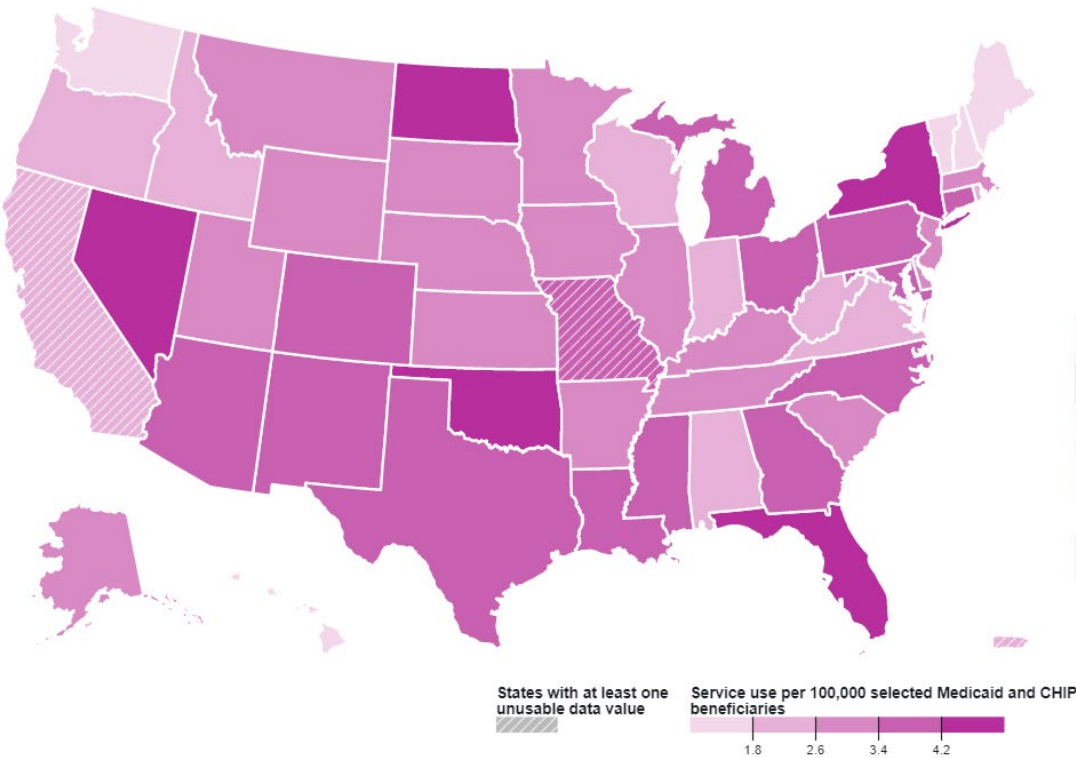 States with at least one
unusable data value
Service use per 100,000 selected Medicaid and CHIP
beneficiaries
1.8 2.6 3.4 4.2